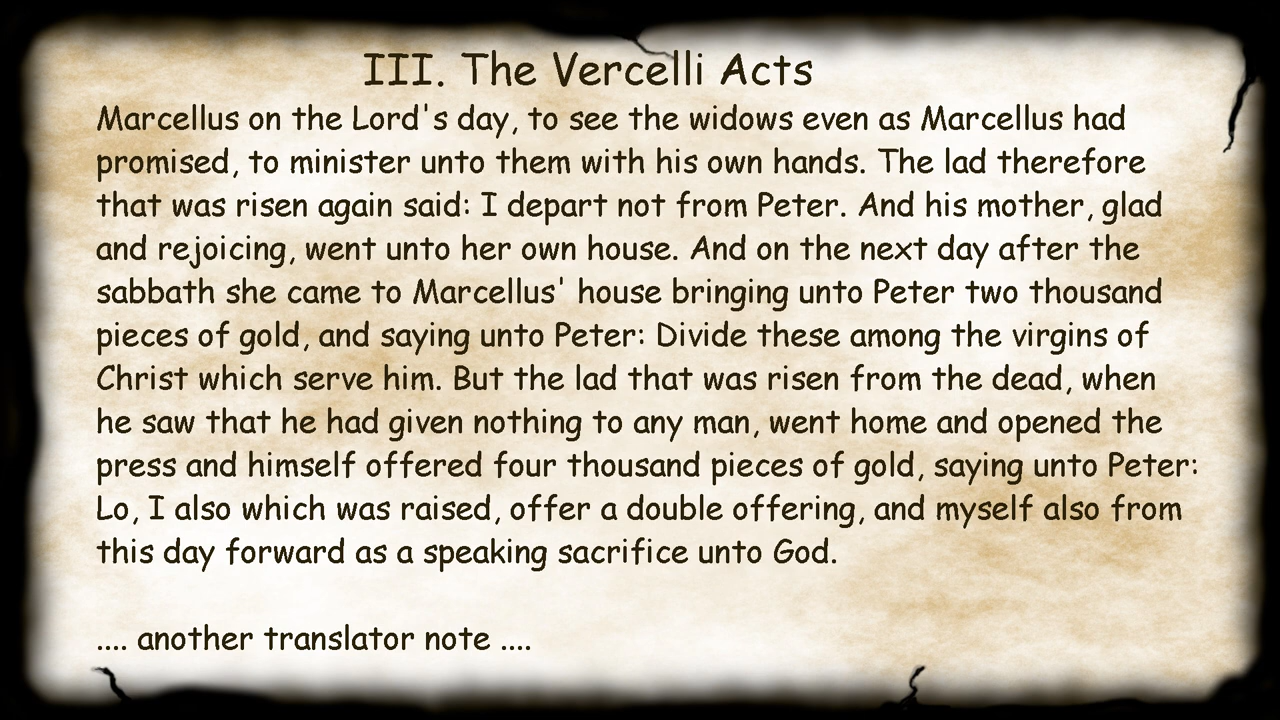 III. The Vercelli Acts
Marcellus on the Lord's day, to see the widows even as Marcellus had
promised, to minister unto them with his own hands. The lad therefore
that was risen again said: I depart not from Peter. And his mother, glad
and rejoicing, went unto her own house. And on the next day after the
sabbath she came to Marcellus' house bringing unto Peter two thousand
pieces of gold, and saying unto Peter: Divide these among the virgins of
Christ which serve him. But the lad that was risen from the dead, when
he saw that he had given nothing to any man, went home and opened the
press and himself offered four thousand pieces of gold, saying unto Peter:
Lo, I also which was raised, offer a double offering, and myself also from
this day forward as a speaking sacrifice unto God.
.... another translator note ....